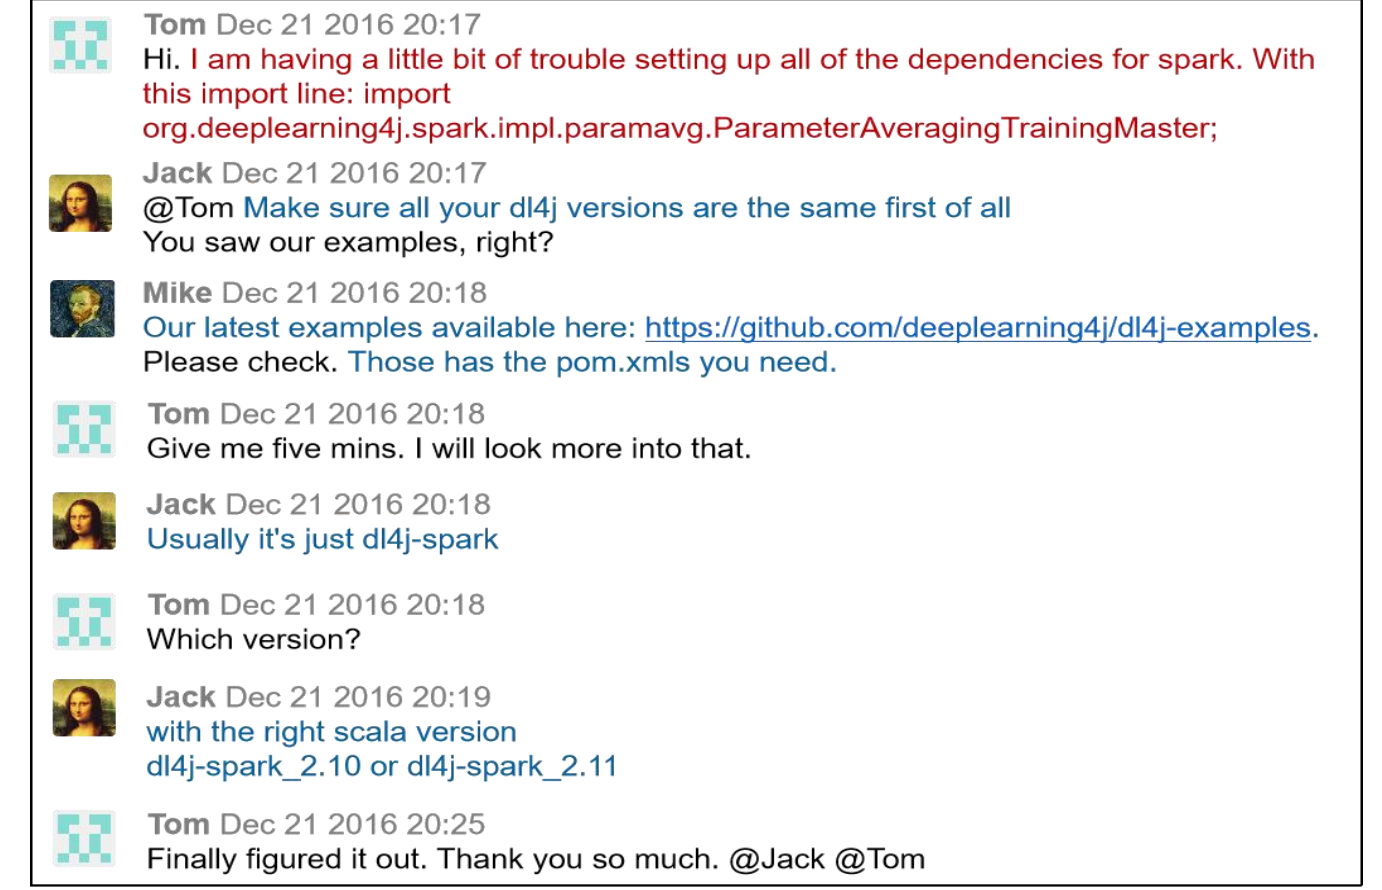 Tom Dec 21 2016 20:17
Hi. I am having a little bit of trouble setting up all of the dependencies for spark. With
this import line: import
org.deeplearning4j.spark.impl.paramavg.ParameterAveragingTrainingMaster;
Jack Dec 21 2016 20:17
@Tom Make sure all your dl4j versions are the same first of all
You saw our examples, right?
Mike Dec 21 2016 20:18
Our latest examples available here: https://github.com/deeplearning4j/dl4j-examples.
Please check. Those has the pom.xmls you need.
Tom Dec 21 2016 20:18
Give me five mins. I will look more into that.
Jack Dec 21 2016 20:18
Usually it's just dl4j-spark
Tom Dec 21 2016 20:18
Which version?
Jack Dec 21 2016 20:19
with the right scala version
dl4j-spark_2.10 or dl4j-spark_2.11
Tom Dec 21 2016 20:25
Finally figured it out. Thank you so much. @Jack @Tom